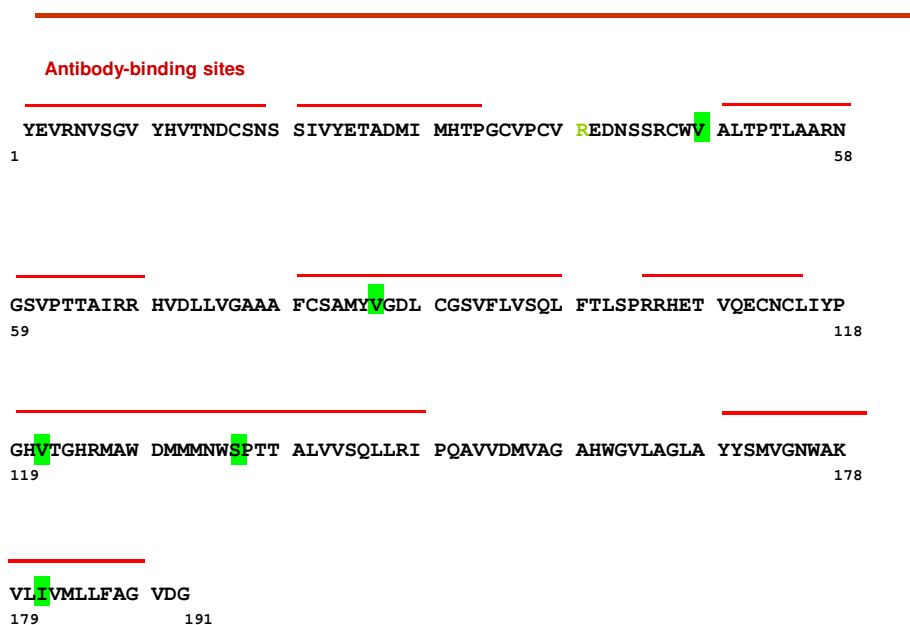 Antibody-binding sites
YEVRNVSGV YHVTNDCSNS SIVYETADMI MHTPGCVPCV REDNSSRCWV ALTPTLAARN
1 58
GSVPTTAIRR HVDLLVGAAA FCSAMYVGDL CGSVFLVSQL FTLSPRRHET VQECNCLIYP
59 118
GHVTGHRMAW DMMMNWSPTT ALVVSQLLRI PQAVVDMVAG AHWGVLAGLA YYSMVGNWAK
119 178
VLIVMLLFAG VDG
179 191